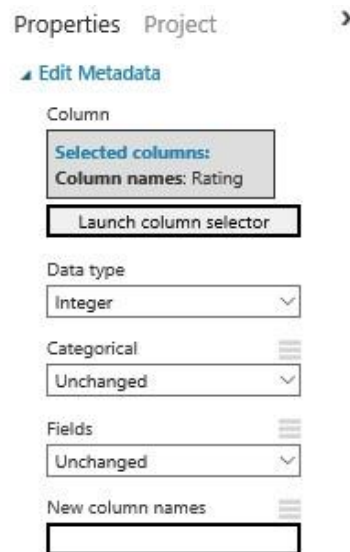 Properties Project
Edit Metadata
Column
Selected columns:
Column names: Rating
Launch column selector
Data type
Integer
Categorical
Unchanged
Fields
Unchanged
New column names